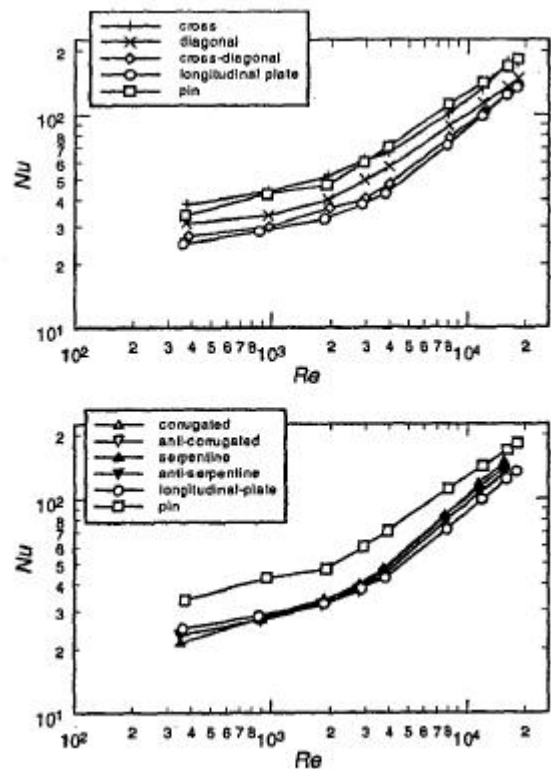 cross
diagonal
cross-diagonal
longitudinal plate
pin
Nu
2
10²
8
7
6
5
4
3
2
10¹
10² 2 3 4 5 6 7 8 10³ 2 3 4 5 6 7 8 10⁴ 2
Re
corrugated
anti-corrugated
serpentine
anti-serpentine
longitudinal-plate
pin
Nu
2
10²
8
7
6
5
4
3
2
10¹
10² 2 3 4 5 6 7 8 10³ 2 3 4 5 6 7 8 10⁴ 2
Re